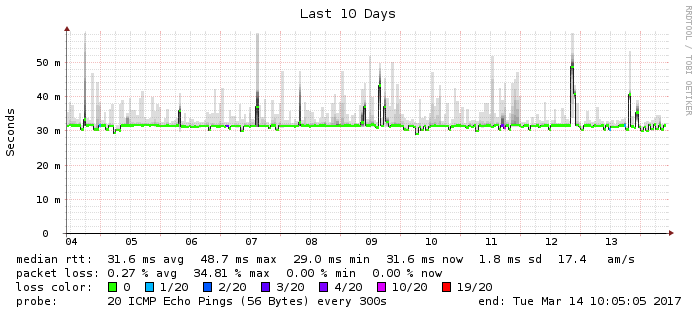 Last 10 Days
RRDTOOL / TOBI OETIKER
Seconds
50 m
40 m
30 m
20 m
10 m
0
04 05 06 07 08 09 10 11 12 13
median rtt: 31.6 ms avg 48.7 ms max 29.0 ms min 31.6 ms now 1.8 ms sd 17.4 am/s
packet loss: 0.27 % avg 34.81 % max 0.00 % min 0.00 % now
loss color: 0 1/20 2/20 3/20 4/20 10/20 19/20
probe: 20 ICMP Echo Pings (56 Bytes) every 300s end: Tue Mar 14 10:05:05 2017